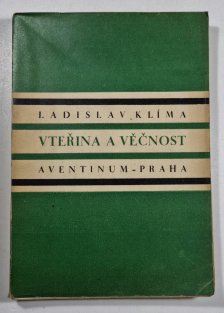 LADISLAV KLÍMA
VTEŘINA A VĚČNOST
AVENTINUM-PRAHA